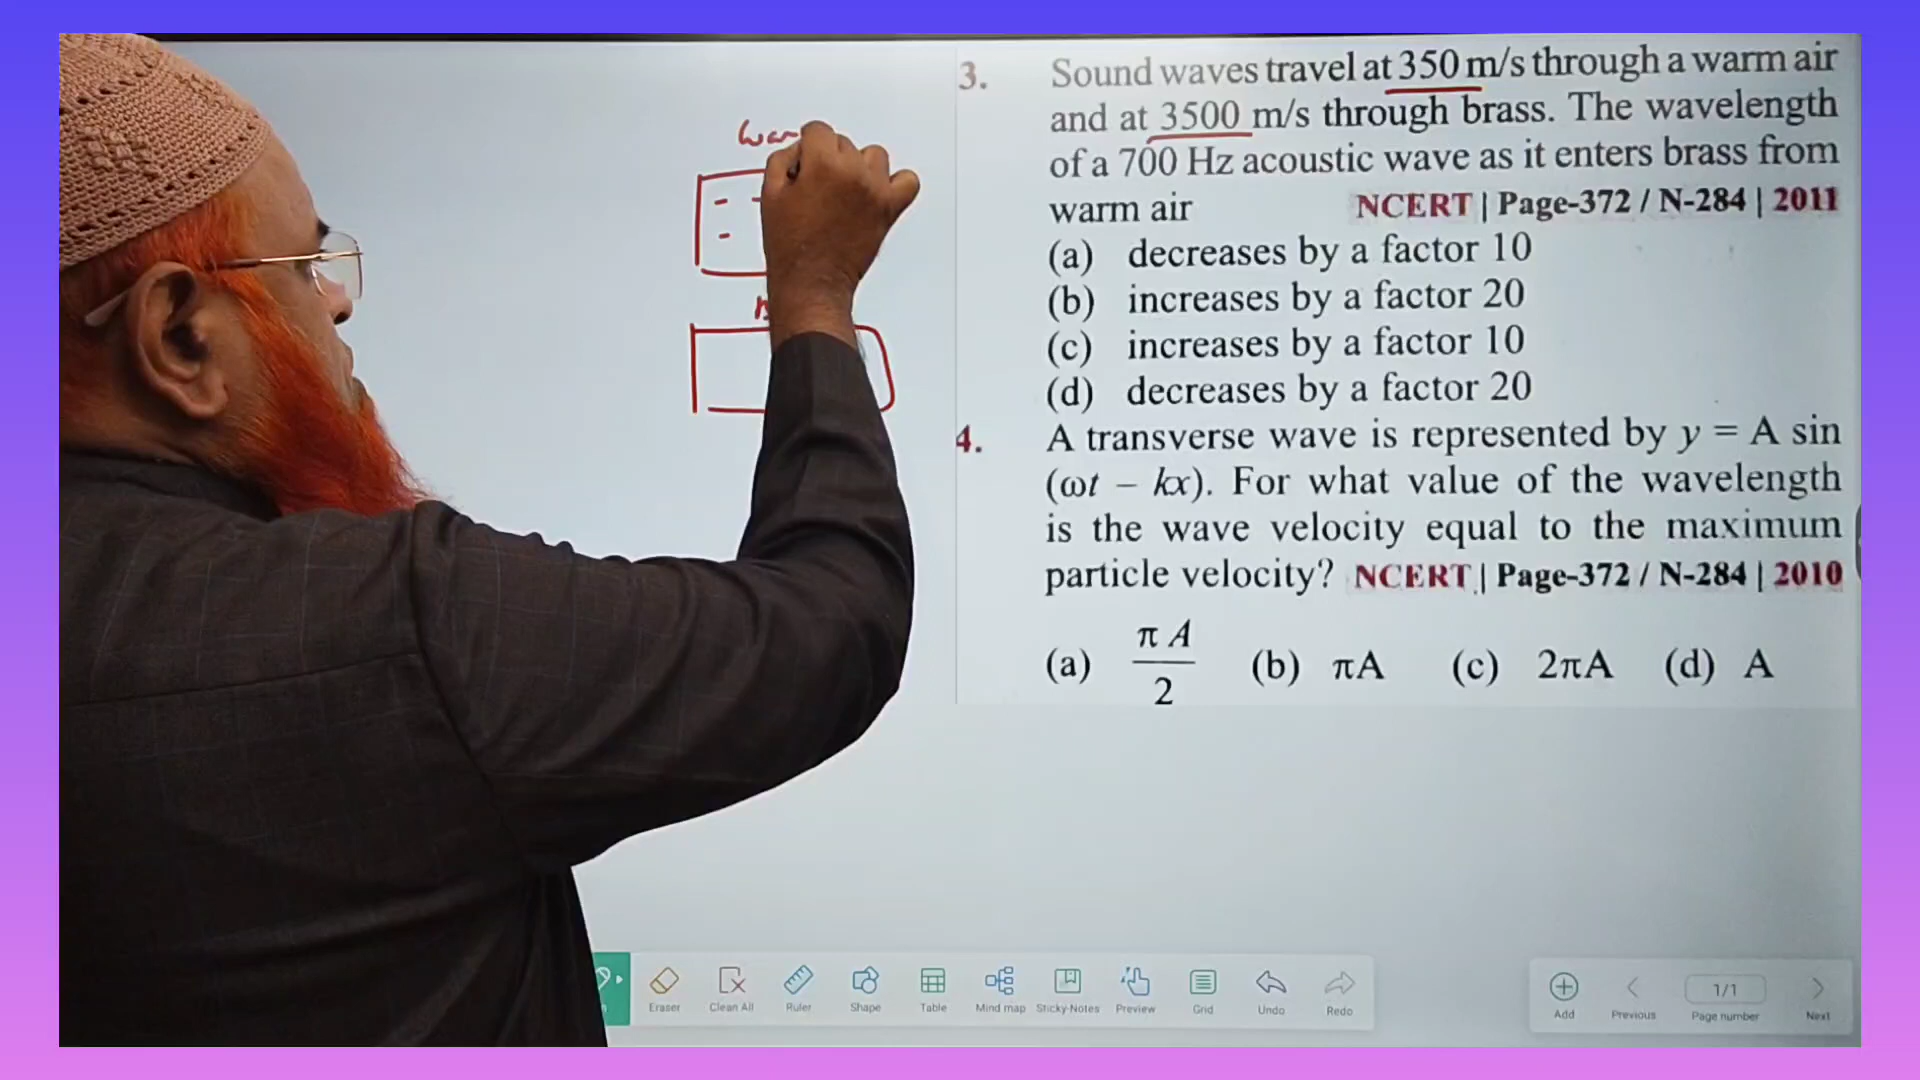 3. Sound waves travel at 350 m/s through a warm air
and at 3500 m/s through brass. The wavelength
of a 700 Hz acoustic wave as it enters brass from
warm air NCERT | Page-372 / N-284 | 2011
(a) decreases by a factor 10
(b) increases by a factor 20
(c) increases by a factor 10
(d) decreases by a factor 20
4. A transverse wave is represented by y = A sin
(ωt – kx). For what value of the wavelength
is the wave velocity equal to the maximum
particle velocity? NCERT | Page-372 / N-284 | 2010
(a) π A / 2 (b) πA (c) 2πA (d) A
Eraser Clean All Ruler Shape Table Mind map Sticky-Notes Preview Grid Undo Redo
Add Previous 1/1 Page number Next